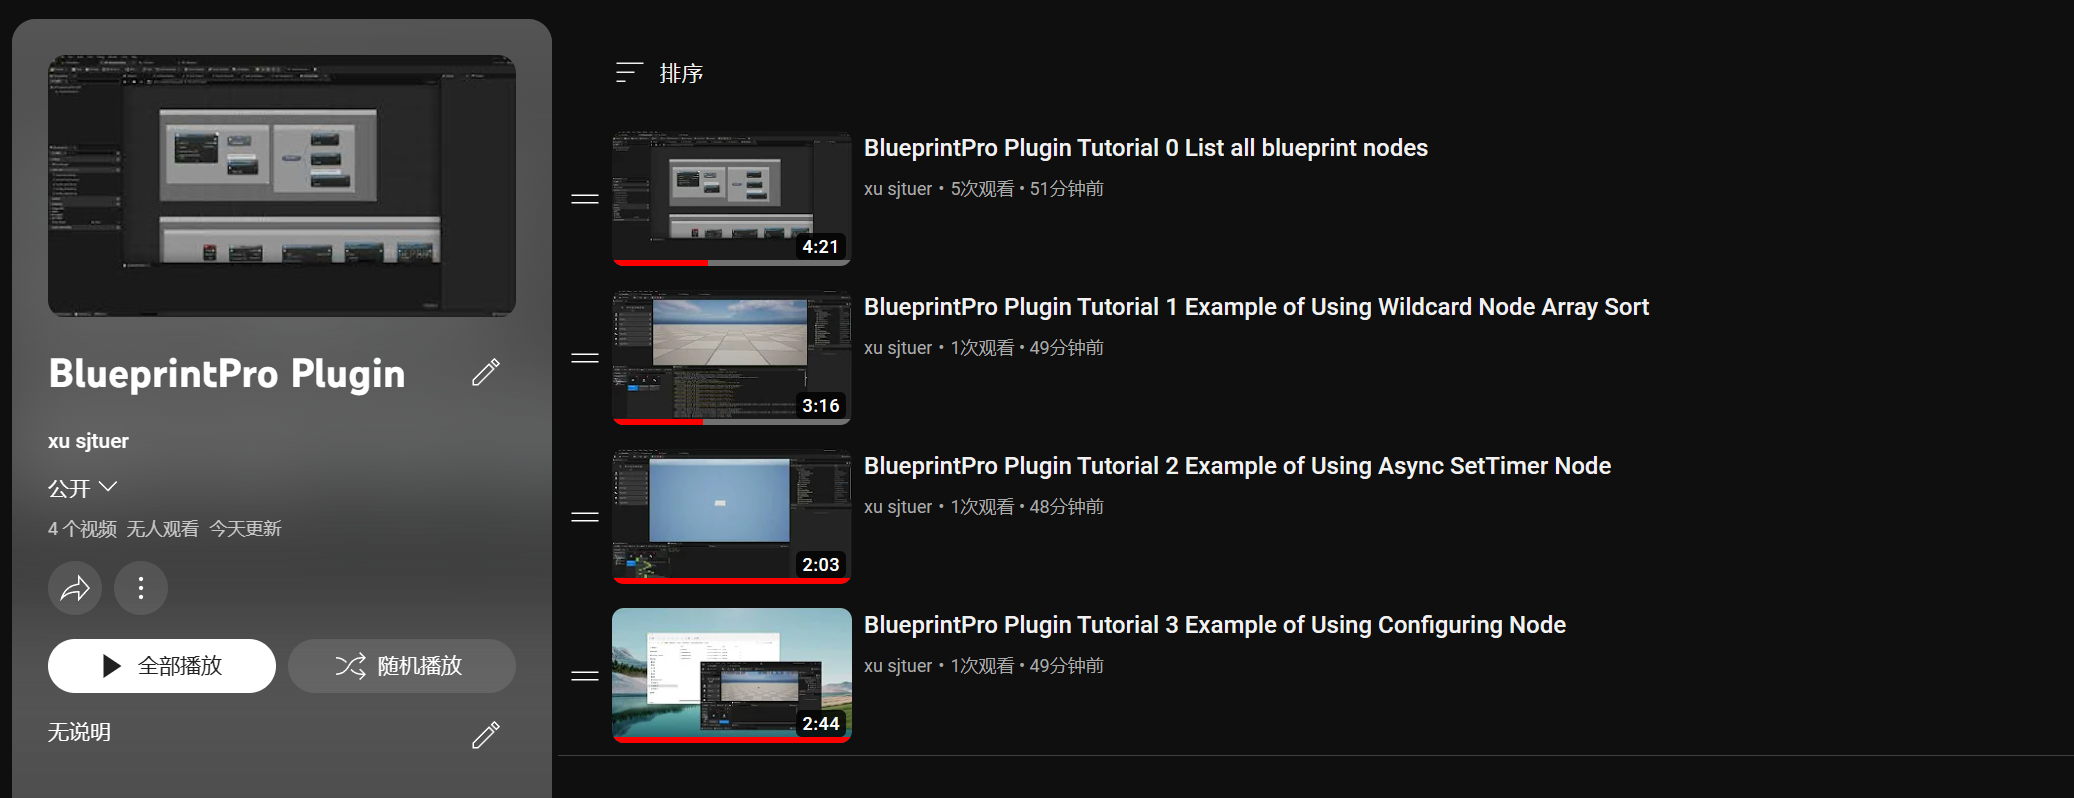 BlueprintPro Plugin
xu sjtuer
公开
4 个视频 无人观看 今天更新
全部播放
随机播放
无说明
排序
4:21
BlueprintPro Plugin Tutorial 0 List all blueprint nodes
xu sjtuer • 5次观看 • 51分钟前
3:16
BlueprintPro Plugin Tutorial 1 Example of Using Wildcard Node Array Sort
xu sjtuer • 1次观看 • 49分钟前
2:03
BlueprintPro Plugin Tutorial 2 Example of Using Async SetTimer Node
xu sjtuer • 1次观看 • 48分钟前
2:44
BlueprintPro Plugin Tutorial 3 Example of Using Configuring Node
xu sjtuer • 1次观看 • 49分钟前